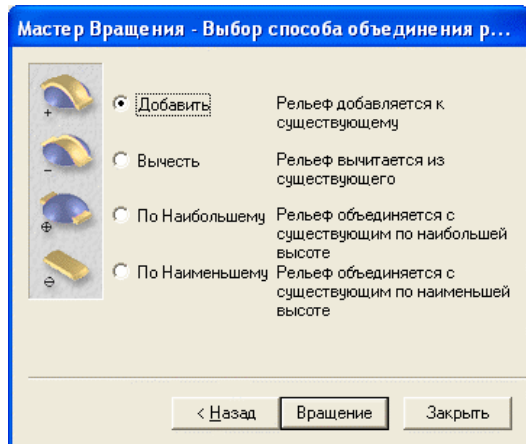 Мастер Вращения - Выбор способа объединения р...
Добавить Рельеф добавляется к
существующему
Вычесть Рельеф вычитается из
существующего
По Наибольшему Рельеф объединяется с
существующим по наибольшей
высоте
По Наименьшему Рельеф объединяется с
существующим по наименьшей
высоте
< Назад Вращение Закрыть